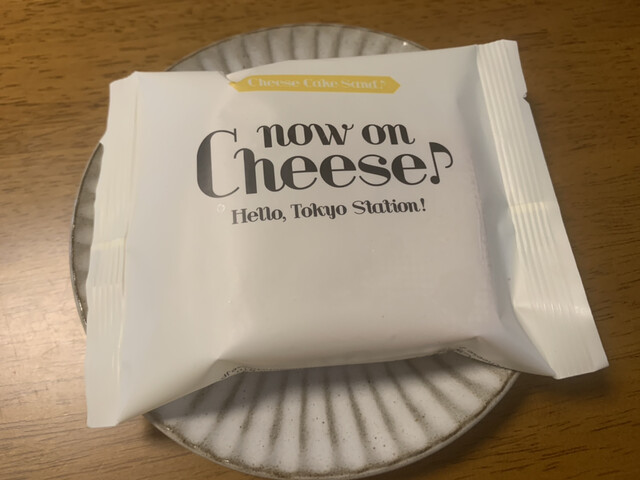 Cheese Cake Sand♪
now on
Cheese♪
Hello, Tokyo Station!